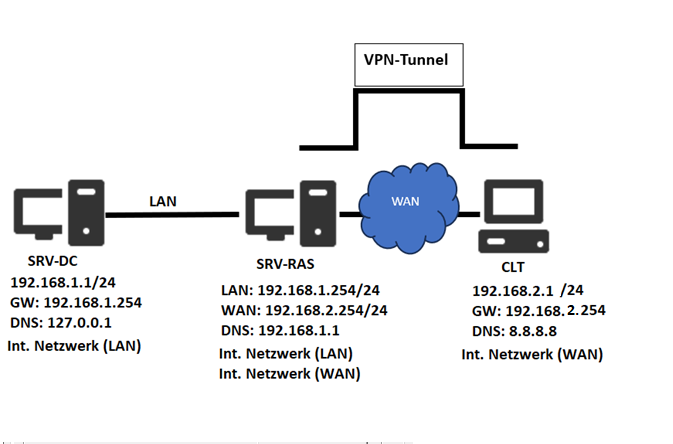 VPN-Tunnel
LAN
WAN
SRV-DC
192.168.1.1/24
GW: 192.168.1.254
DNS: 127.0.0.1
Int. Netzwerk (LAN)
SRV-RAS
LAN: 192.168.1.254/24
WAN: 192.168.2.254/24
DNS: 192.168.1.1
Int. Netzwerk (LAN)
Int. Netzwerk (WAN)
CLT
192.168.2.1 /24
GW: 192.168.2.254
DNS: 8.8.8.8
Int. Netzwerk (WAN)